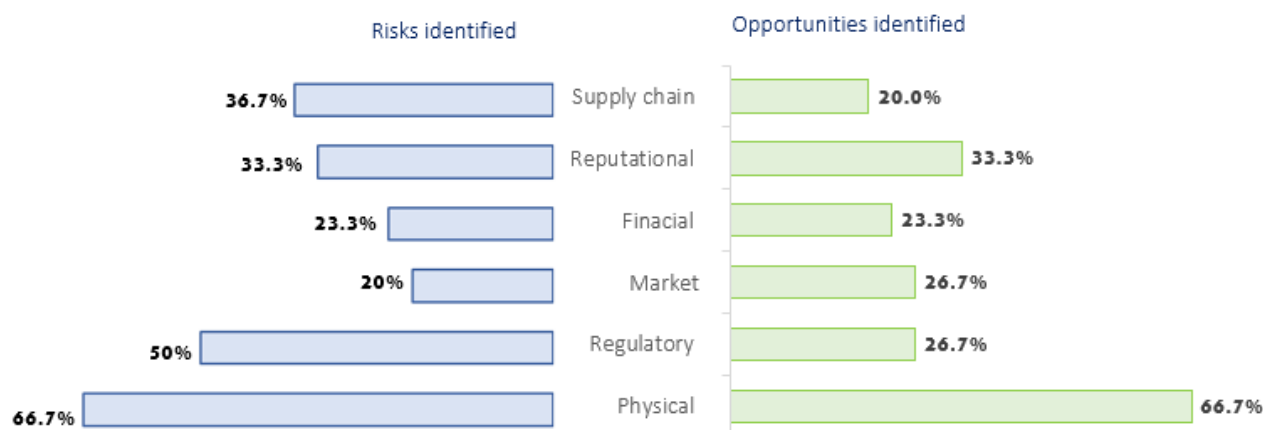 Risks identified
Opportunities identified
36.7% Supply chain 20.0%
33.3% Reputational 33.3%
23.3% Finacial 23.3%
20% Market 26.7%
50% Regulatory 26.7%
66.7% Physical 66.7%